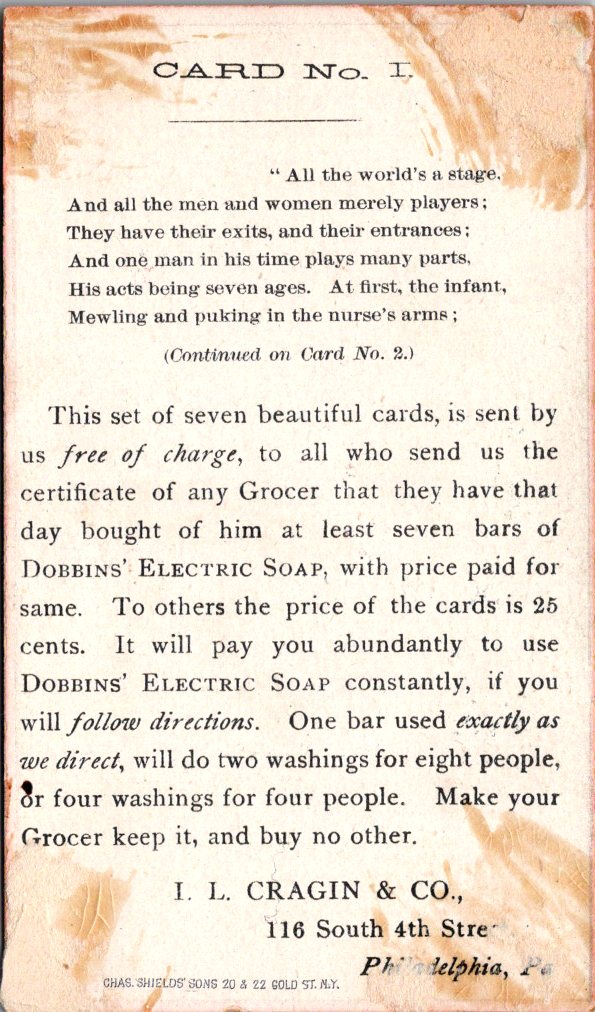 CARD No. I.
“ All the world's a stage,
And all the men and women merely players;
They have their exits, and their entrances;
And one man in his time plays many parts,
His acts being seven ages. At first, the infant,
Mewling and puking in the nurse's arms;
(Continued on Card No. 2.)
This set of seven beautiful cards, is sent by
us free of charge, to all who send us the
certificate of any Grocer that they have that
day bought of him at least seven bars of
DOBBINS' ELECTRIC SOAP, with price paid for
same. To others the price of the cards is 25
cents. It will pay you abundantly to use
DOBBINS' ELECTRIC SOAP constantly, if you
will follow directions. One bar used exactly as
we direct, will do two washings for eight people,
or four washings for four people. Make your
Grocer keep it, and buy no other.
I. L. CRAGIN & CO.,
116 South 4th Street,
Philadelphia, Pa
CHAS. SHIELDS' SONS 20 & 22 GOLD ST. N.Y.